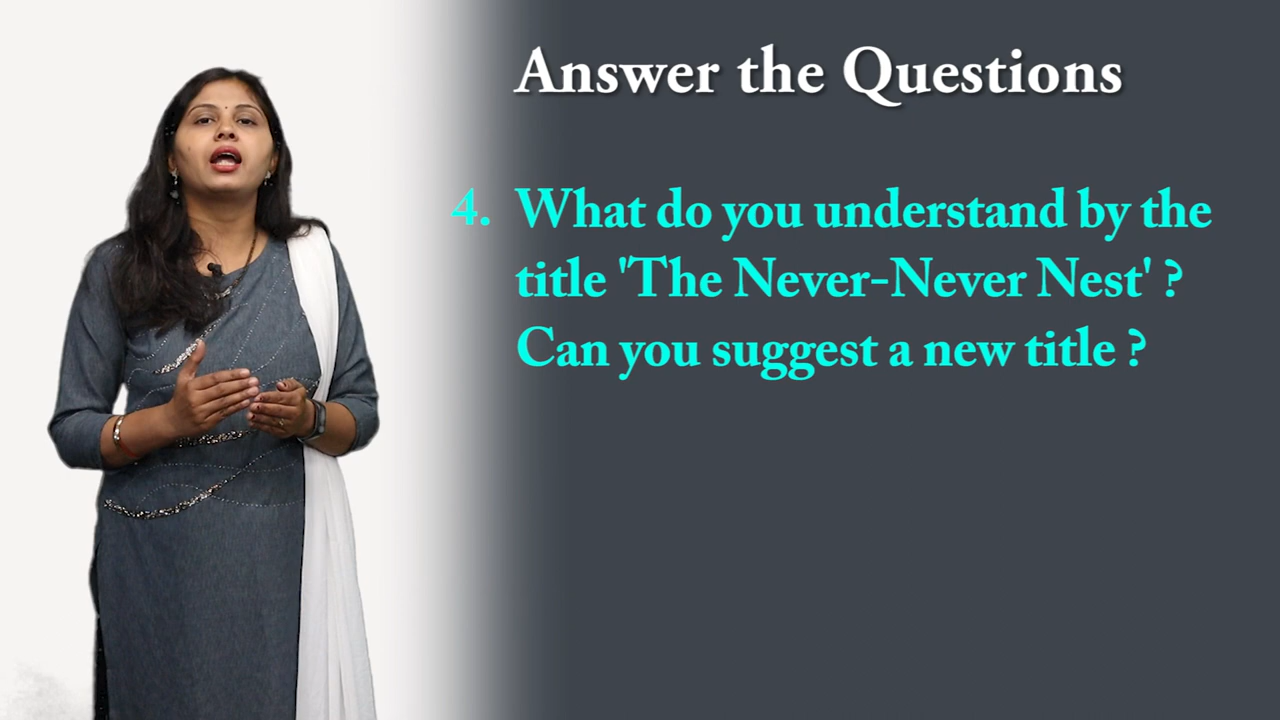 Answer the Questions
4. What do you understand by the
title 'The Never-Never Nest' ?
Can you suggest a new title ?